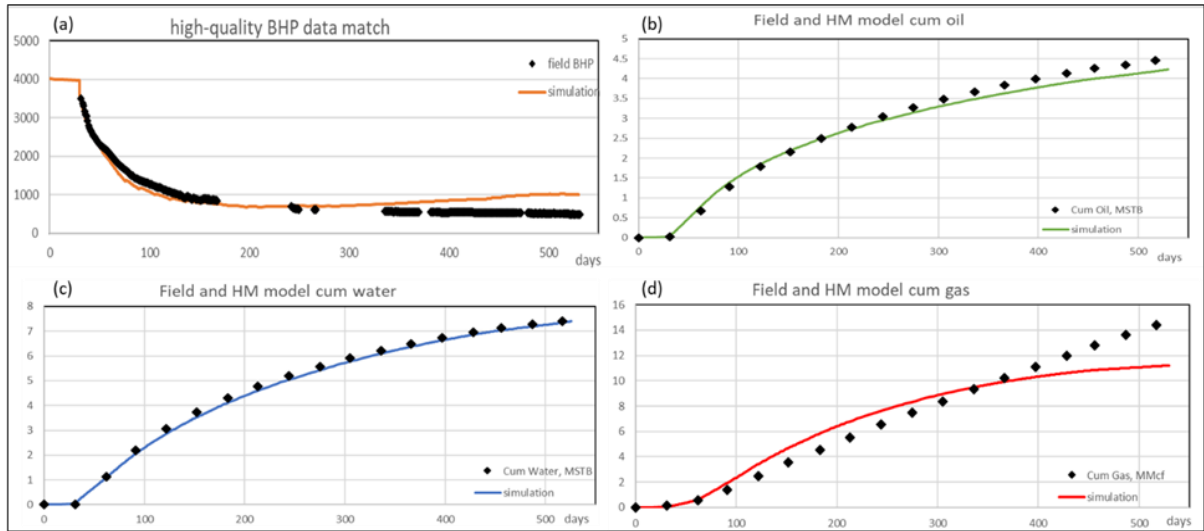 (a)
high-quality BHP data match
5000
4000
3000
2000
1000
0
field BHP
simulation
0 100 200 300 400 500
days
(b)
Field and HM model cum oil
5
4.5
4
3.5
3
2.5
2
1.5
1
0.5
0
Cum Oil, MSTB
simulation
0 100 200 300 400 500
days
(c)
Field and HM model cum water
8
7
6
5
4
3
2
1
0
Cum Water, MSTB
simulation
0 100 200 300 400 500
days
(d)
Field and HM model cum gas
16
14
12
10
8
6
4
2
0
Cum Gas, MMcf
simulation
0 100 200 300 400 500
days